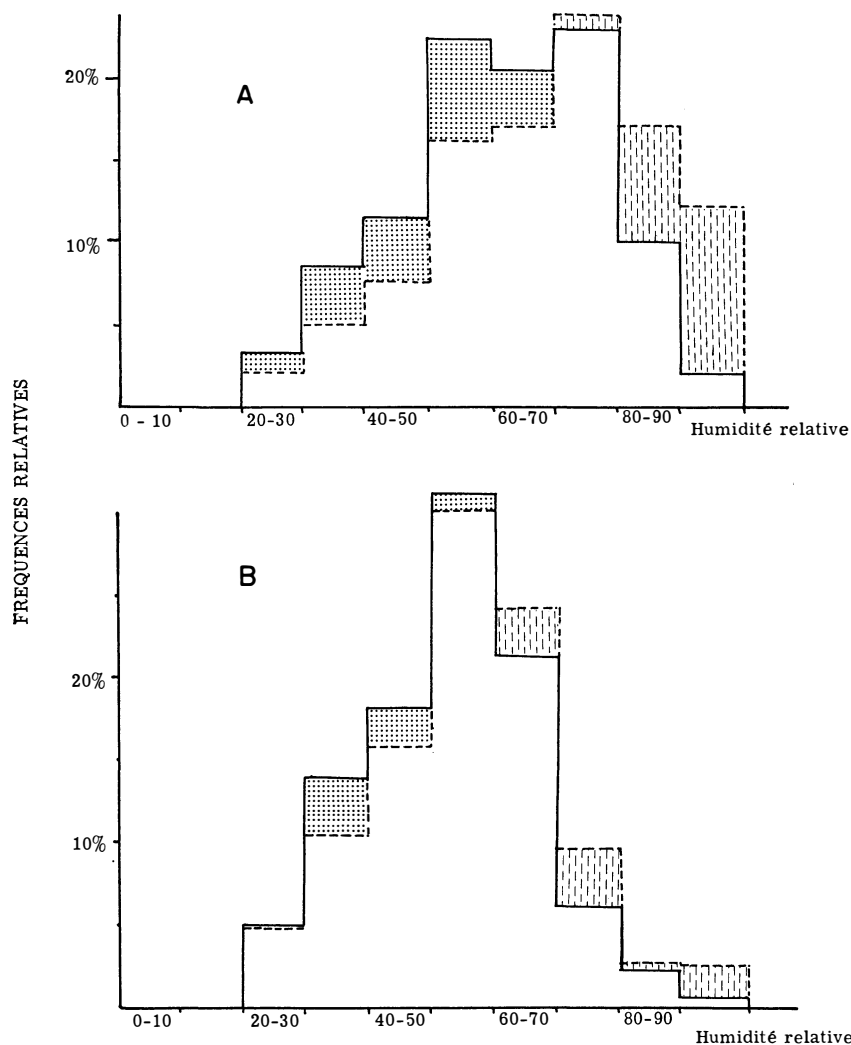 FREQUENCES RELATIVES
A
20%
10%
0 - 10 20-30 40-50 60-70 80-90
Humidité relative
B
20%
10%
0-10 20-30 40-50 60-70 80-90
Humidité relative